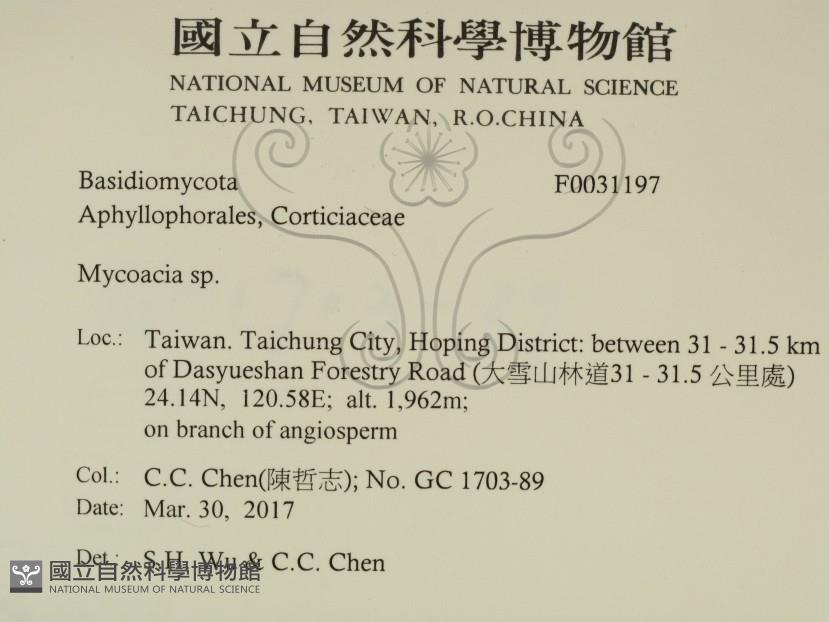 國立自然科學博物館
NATIONAL MUSEUM OF NATURAL SCIENCE
TAICHUNG, TAIWAN, R.O.CHINA
Basidiomycota F0031197
Aphyllophorales, Corticiaceae
Mycoacia sp.
Loc.: Taiwan. Taichung City, Hoping District: between 31 - 31.5 km
of Dasyueshan Forestry Road (大雪山林道31 - 31.5 公里處)
24.14N, 120.58E; alt. 1,962m;
on branch of angiosperm
Col.: C.C. Chen(陳哲志); No. GC 1703-89
Date: Mar. 30, 2017
Det.: S.H. Wu & C.C. Chen
國立自然科學博物館
NATIONAL MUSEUM OF NATURAL SCIENCE